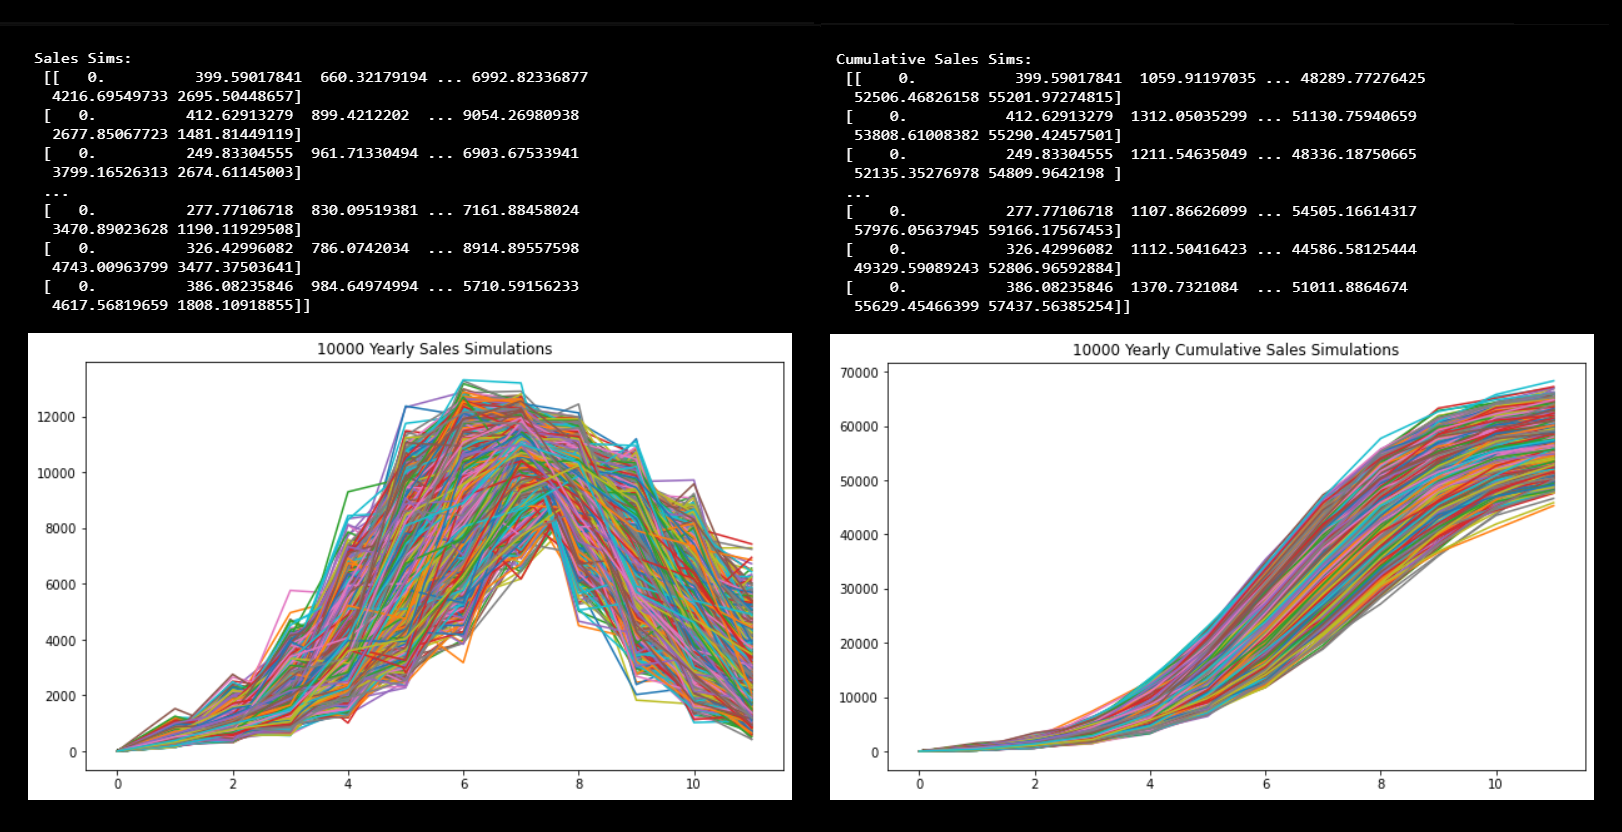 Sales Sims:
[[   0.          399.59017841  660.32179194 ... 6992.82336877
4216.69549733 2695.50448657]
[   0.          412.62913279  899.4212202  ... 9054.26980938
2677.85067723 1481.81449119]
[   0.          249.83304555  961.71330494 ... 6903.67533941
3799.16526313 2674.61145003]
...
[   0.          277.77106718  830.09519381 ... 7161.88458024
3470.89023628 1190.11929508]
[   0.          326.42996082  786.0742034  ... 8914.89557598
4743.00963799 3477.37503641]
[   0.          386.08235846  984.64974994 ... 5710.59156233
4617.56819659 1808.10918855]]
10000 Yearly Sales Simulations
12000
10000
8000
6000
4000
2000
0
0 2 4 6 8 10
Cumulative Sales Sims:
[[   0.          399.59017841  1059.91197035 ... 48289.77276425
52506.46826158 55201.97274815]
[   0.          412.62913279  1312.05035299 ... 51130.75940659
53808.61008382 55290.42457501]
[   0.          249.83304555  1211.54635049 ... 48336.18750665
52135.35276978 54809.9642198 ]
...
[   0.          277.77106718  1107.86626099 ... 54505.16614317
57976.05637945 59166.17567453]
[   0.          326.42996082  1112.50416423 ... 44586.58125444
49329.59089243 52806.96592884]
[   0.          386.08235846  1370.7321084  ... 51011.8864674
55629.45466399 57437.56385254]]
10000 Yearly Cumulative Sales Simulations
70000
60000
50000
40000
30000
20000
10000
0
0 2 4 6 8 10